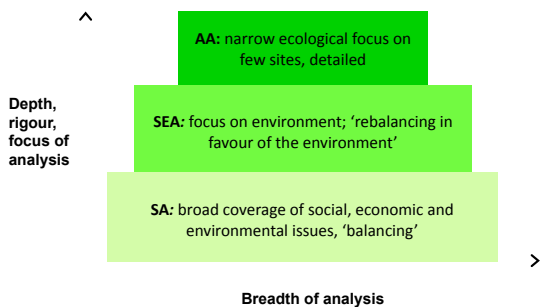 AA: narrow ecological focus on
few sites, detailed
Depth,
rigour,
focus of
analysis
SEA: focus on environment; ‘rebalancing in
favour of the environment’
SA: broad coverage of social, economic and
environmental issues, ‘balancing’
Breadth of analysis